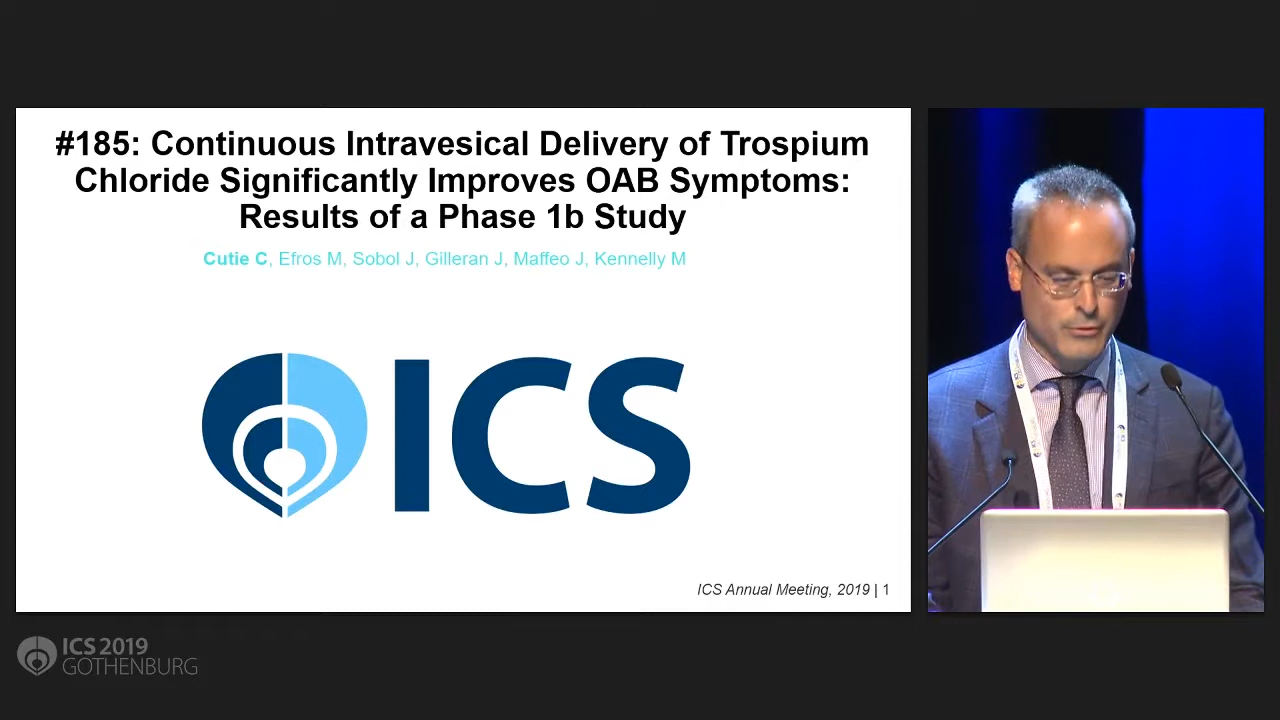 #185: Continuous Intravesical Delivery of Trospium
Chloride Significantly Improves OAB Symptoms:
Results of a Phase 1b Study
Cutie C, Efros M, Sobol J, Gilleran J, Maffeo J, Kennelly M
ICS
ICS Annual Meeting, 2019 | 1
ICS 2019
GOTHENBURG